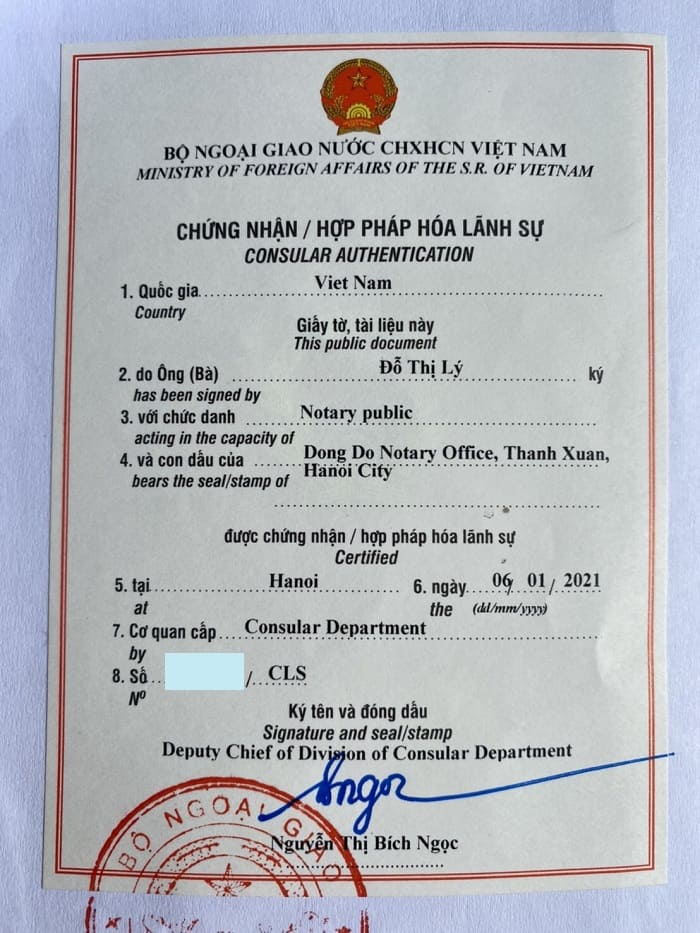 BỘ NGOẠI GIAO NƯỚC CHXHCN VIỆT NAM
MINISTRY OF FOREIGN AFFAIRS OF THE S.R. OF VIETNAM
CHỨNG NHẬN / HỢP PHÁP HÓA LÃNH SỰ
CONSULAR AUTHENTICATION
1. Quốc gia Viet Nam
Country
Giấy tờ, tài liệu này
This public document
2. do Ông (Bà) Đỗ Thị Lý ký
has been signed by
3. với chức danh Notary public
acting in the capacity of
4. và con dấu của Dong Do Notary Office, Thanh Xuan,
bears the seal/stamp of Hanoi City
được chứng nhận / hợp pháp hóa lãnh sự
Certified
5. tại Hanoi 6. ngày 06/ 01/ 2021
at the (dd/mm/yyyy)
7. Cơ quan cấp Consular Department
by
8. Số / CLS
Nº
Ký tên và đóng dấu
Signature and seal/stamp
Deputy Chief of Division of Consular Department
Nguyễn Thị Bích Ngọc
BỘ NGOẠI GIAO